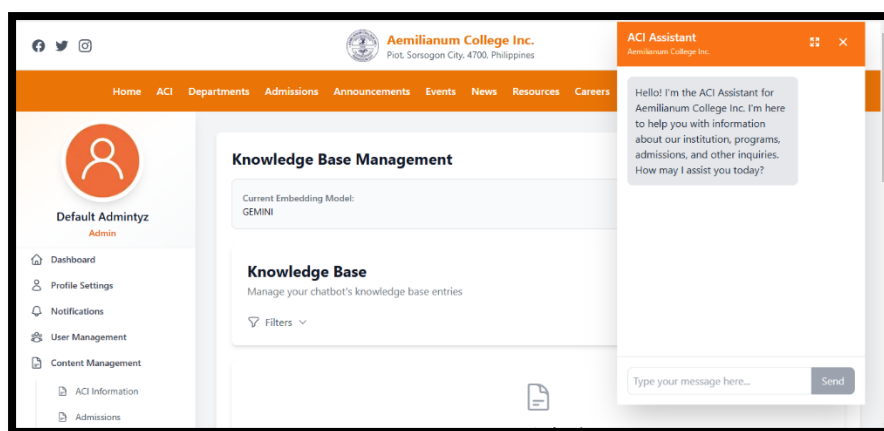 Aemilianum College Inc.
Piot, Sorsogon City, 4700, Philippines
Home ACI Departments Admissions Announcements Events News Resources Careers
Default Admintyz
Admin
Dashboard
Profile Settings
Notifications
User Management
Content Management
ACI Information
Admissions
Knowledge Base Management
Current Embedding Model:
GEMINI
Knowledge Base
Manage your chatbot's knowledge base entries
Filters
ACI Assistant
Aemilianum College Inc.
Hello! I'm the ACI Assistant for
Aemilianum College Inc. I'm here
to help you with information
about our institution, programs,
admissions, and other inquiries.
How may I assist you today?
Type your message here...
Send